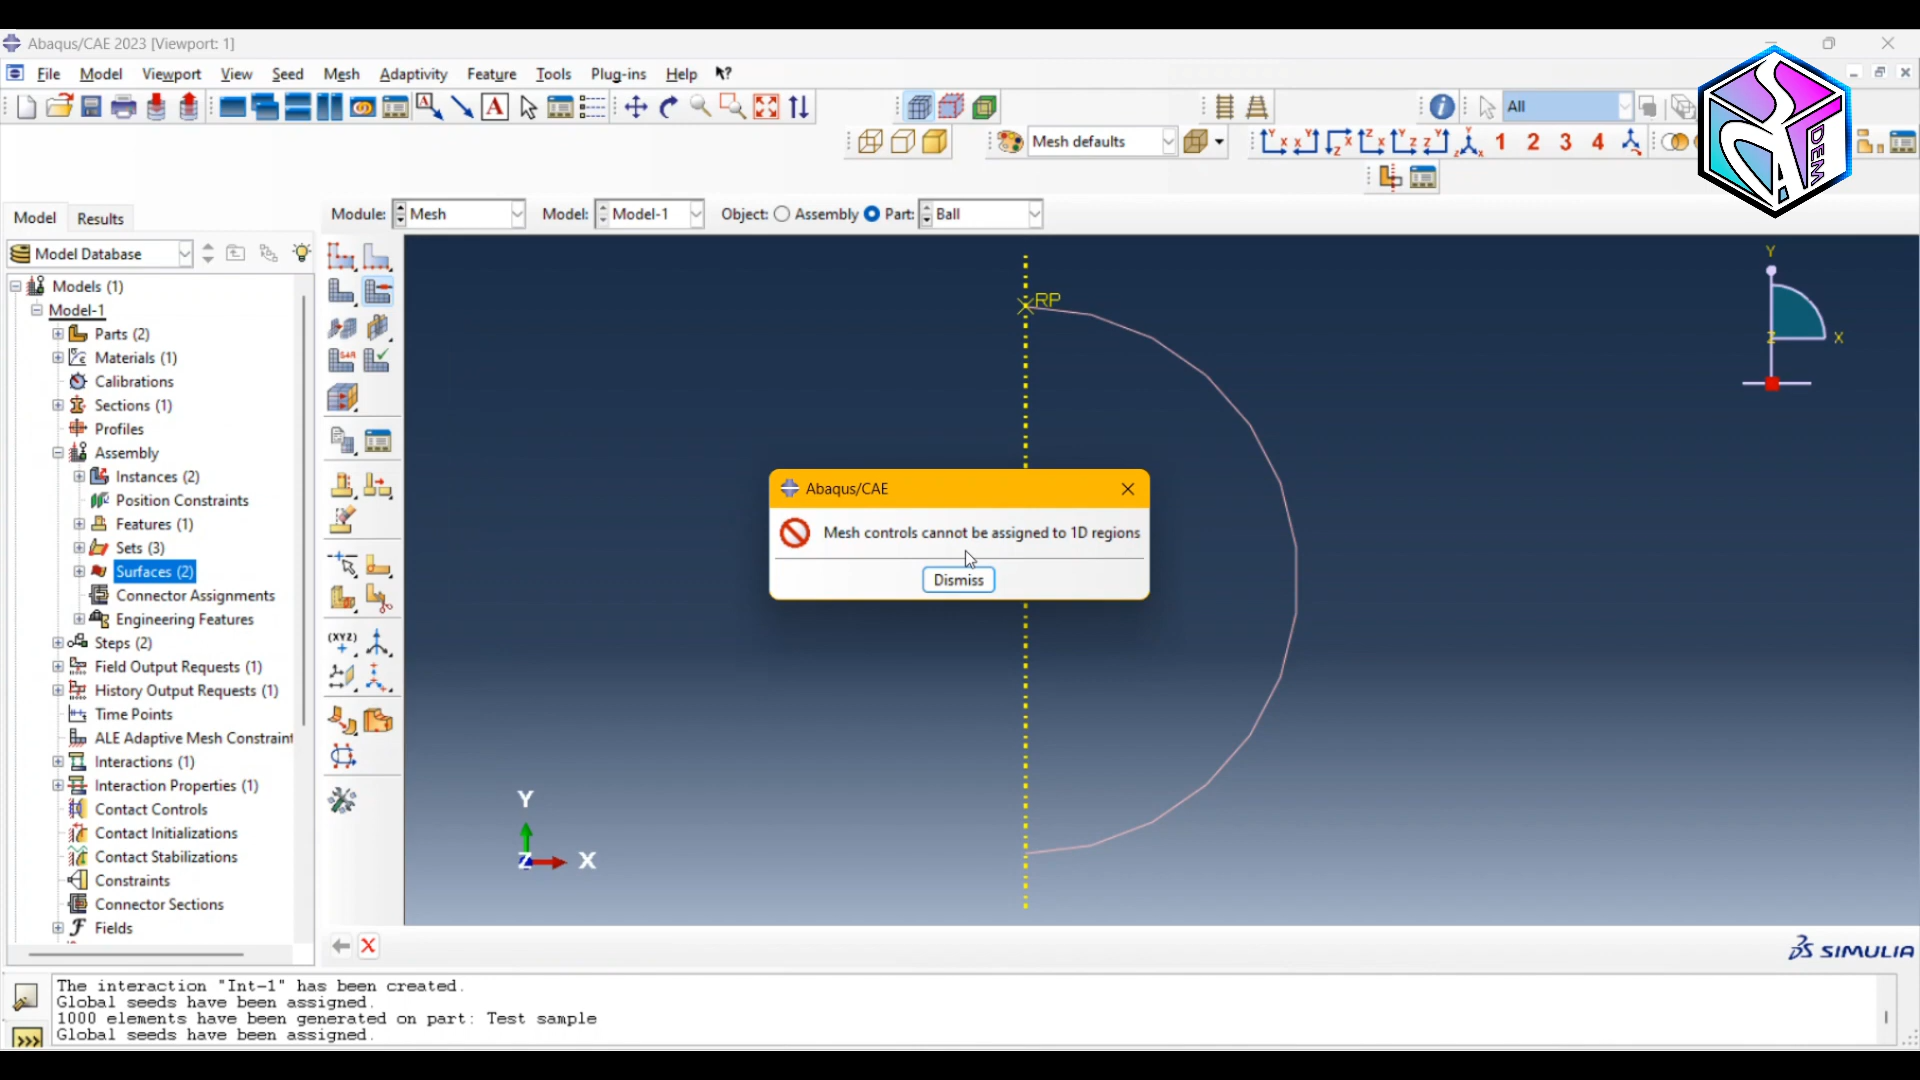 Abaqus/CAE 2023 [Viewport: 1]
File Model Viewport View Seed Mesh Adaptivity Feature Tools Plug-ins Help
All
Mesh defaults
1 2 3 4
DEM
Model Results
Module: Mesh Model: Model-1 Object: Assembly Part: Ball
Model Database
Models (1)
Model-1
Parts (2)
Materials (1)
Calibrations
Sections (1)
Profiles
Assembly
Instances (2)
Position Constraints
Features (1)
Sets (3)
Surfaces (2)
Connector Assignments
Engineering Features
Steps (2)
Field Output Requests (1)
History Output Requests (1)
Time Points
ALE Adaptive Mesh Constraint
Interactions (1)
Interaction Properties (1)
Contact Controls
Contact Initializations
Contact Stabilizations
Constraints
Connector Sections
Fields
(XYZ)
RP
Y
X
Z
Abaqus/CAE
Mesh controls cannot be assigned to 1D regions
Dismiss
Y
Z X
SIMULIA
The interaction "Int-1" has been created.
Global seeds have been assigned.
1000 elements have been generated on part: Test sample
Global seeds have been assigned.